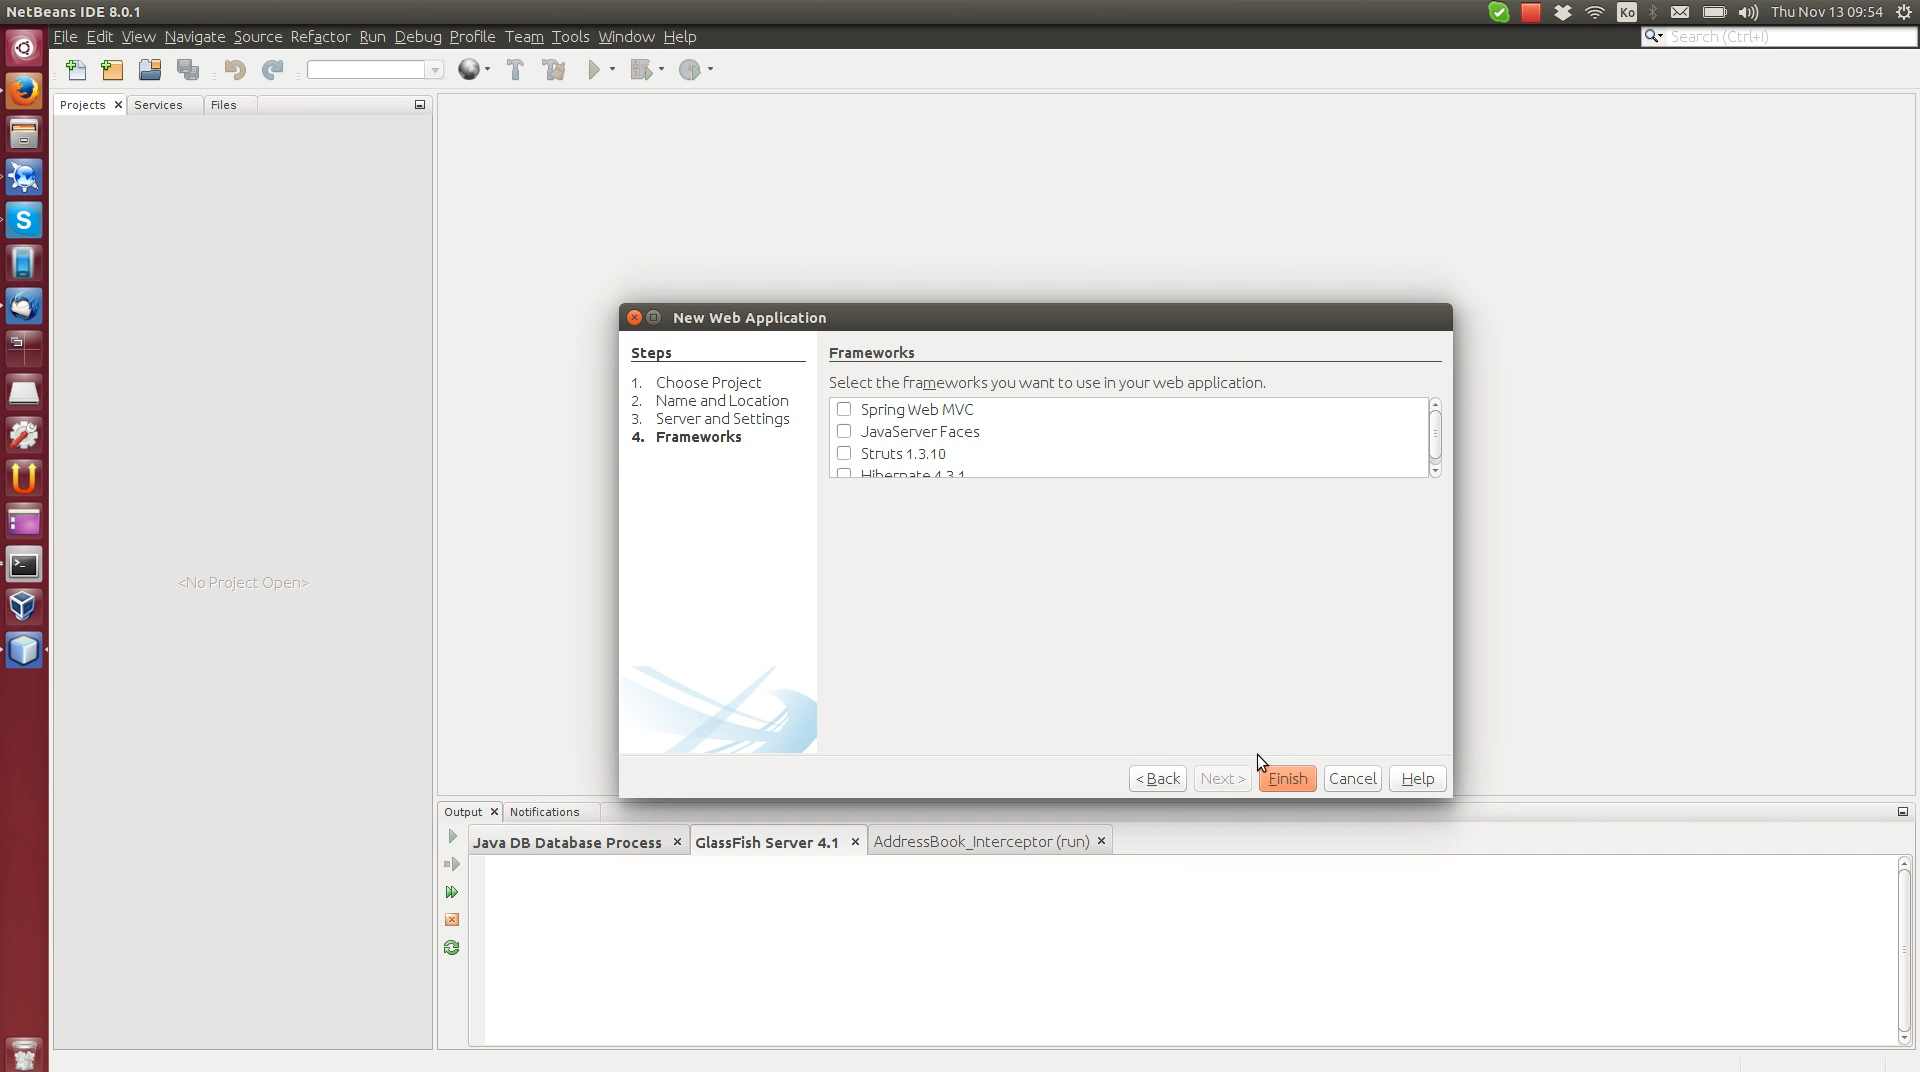 NetBeans IDE 8.0.1
Ko
Thu Nov 13 09:54
File Edit View Navigate Source Refactor Run Debug Profile Team Tools Window Help
Search (Ctrl+I)
Projects
Services
Files
<No Project Open>
New Web Application
Steps
1. Choose Project
2. Name and Location
3. Server and Settings
4. Frameworks
Frameworks
Select the frameworks you want to use in your web application.
Spring Web MVC
JavaServer Faces
Struts 1.3.10
Hibernate 4.3.1
< Back
Next >
Finish
Cancel
Help
Output
Notifications
Java DB Database Process
GlassFish Server 4.1
AddressBook_Interceptor (run)